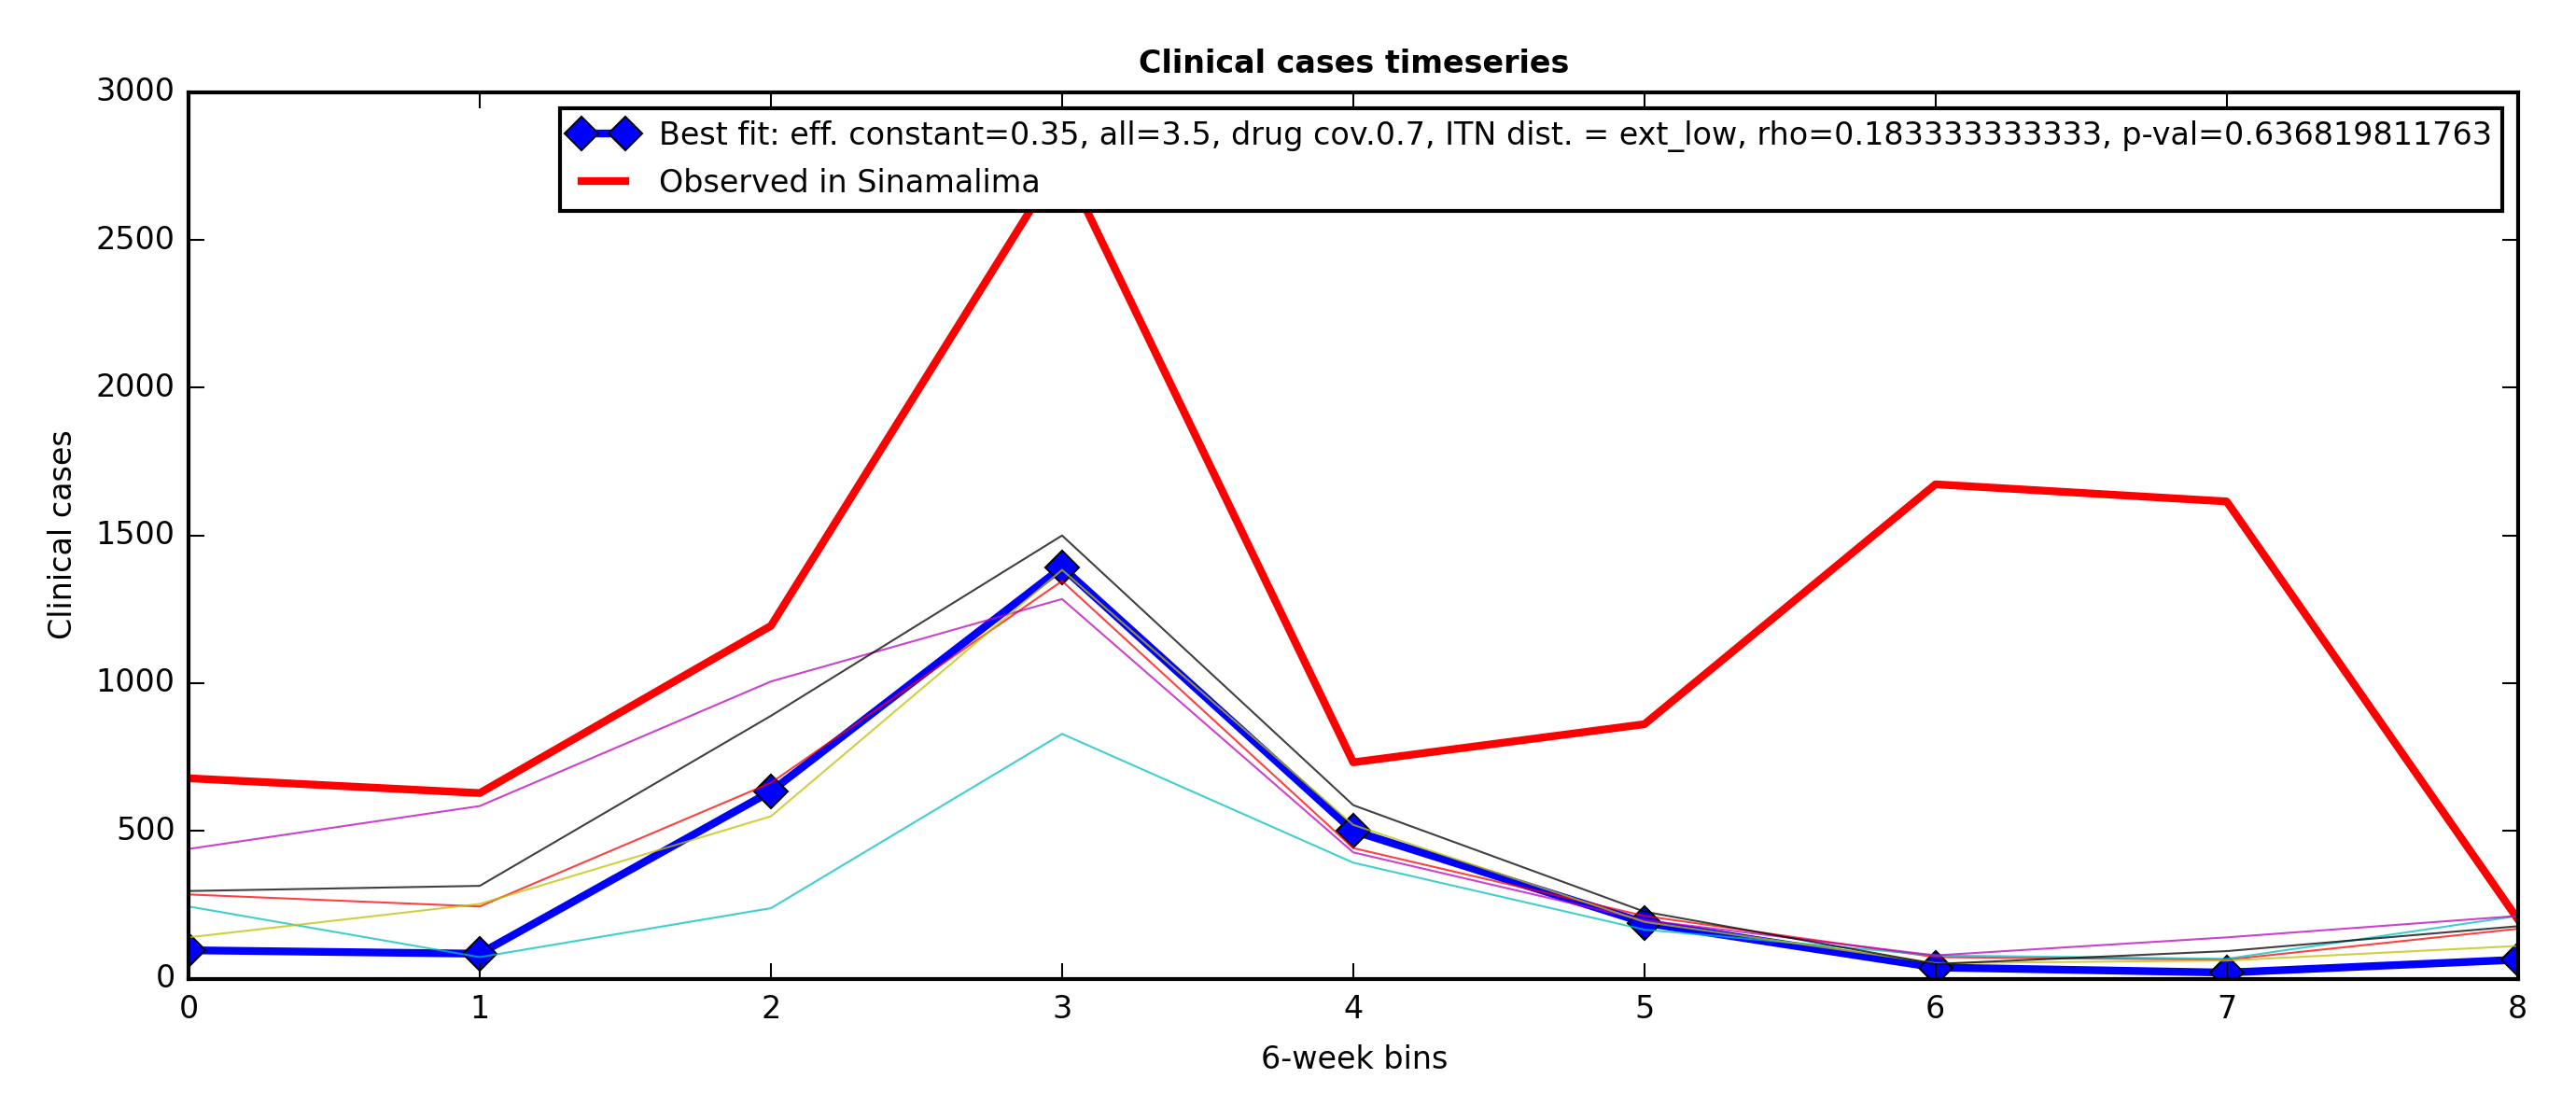 Clinical cases timeseries
3000
2500
2000
1500
1000
500
0
Clinical cases
Best fit: eff. constant=0.35, all=3.5, drug cov.0.7, ITN dist. = ext_low, rho=0.183333333333, p-val=0.636819811763
Observed in Sinamalima
0 1 2 3 4 5 6 7 8
6-week bins